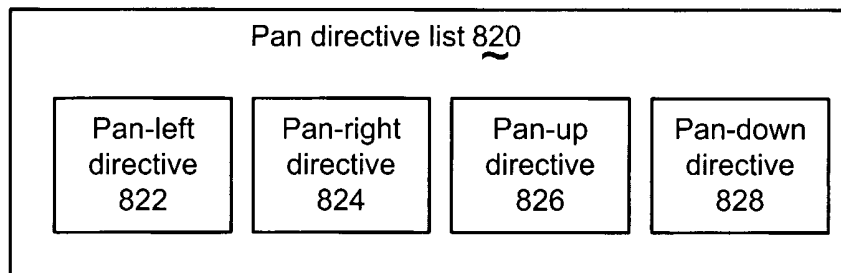 Pan directive list 820
Pan-left directive 822
Pan-right directive 824
Pan-up directive 826
Pan-down directive 828